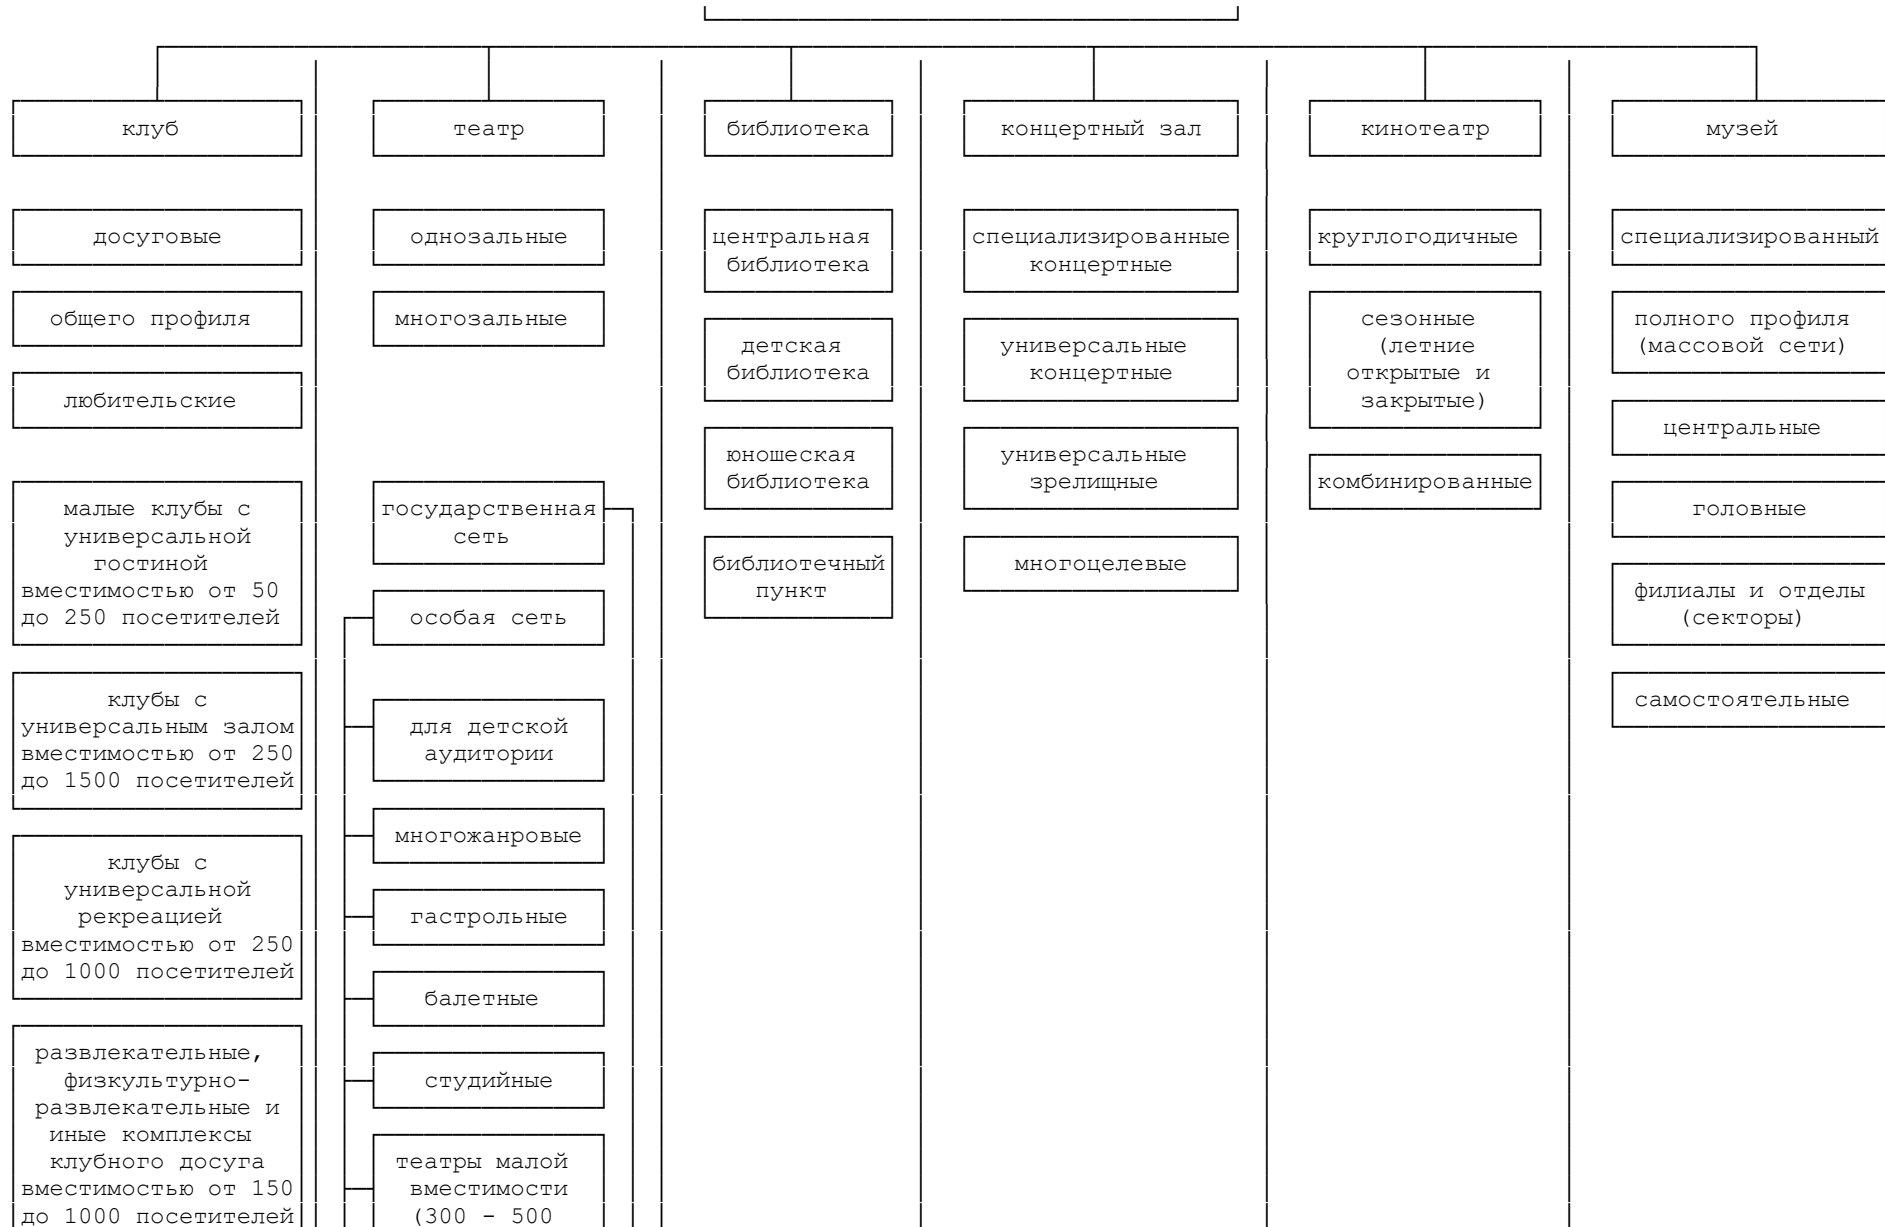 клуб
театр
библиотека
концертный зал
кинотеатр
музей
досуговые
общего профиля
любительские
малые клубы с
универсальной
гостиной
вместимостью от 50
до 250 посетителей
клубы с
универсальным залом
вместимостью от 250
до 1500 посетителей
клубы с
универсальной
рекреацией
вместимостью от 250
до 1000 посетителей
развлекательные,
физкультурно-
развлекательные и
иные комплексы
клубного досуга
вместимостью от 150
до 1000 посетителей
однозальные
многозальные
государственная
сеть
особая сеть
для детской
аудитории
многожанровые
гастрольные
балетные
студийные
театры малой
вместимости
(300 - 500
центральная
библиотека
детская
библиотека
юношеская
библиотека
библиотечный
пункт
специализированные
концертные
универсальные
концертные
универсальные
зрелищные
многоцелевые
круглогодичные
сезонные
(летние
открытые и
закрытые)
комбинированные
специализированный
полного профиля
(массовой сети)
центральные
головные
филиалы и отделы
(секторы)
самостоятельные